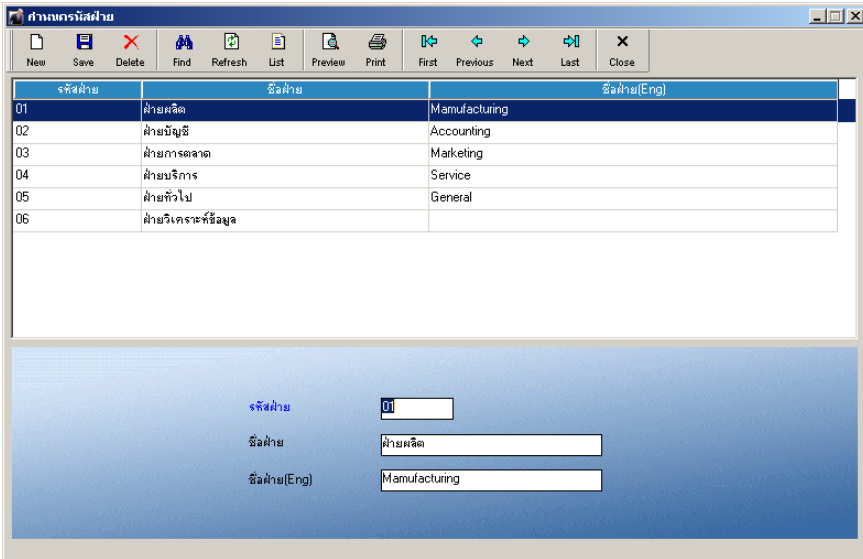 กำหนดรหัสฝ่าย
New Save Delete Find Refresh List Preview Print First Previous Next Last Close
รหัสฝ่าย ชื่อฝ่าย ชื่อฝ่าย(Eng)
01 ฝ่ายผลิต Mamufacturing
02 ฝ่ายบัญชี Accounting
03 ฝ่ายการตลาด Marketing
04 ฝ่ายบริการ Service
05 ฝ่ายทั่วไป General
06 ฝ่ายวิเคราะห์ข้อมูล
รหัสฝ่าย 01
ชื่อฝ่าย ฝ่ายผลิต
ชื่อฝ่าย(Eng) Mamufacturing